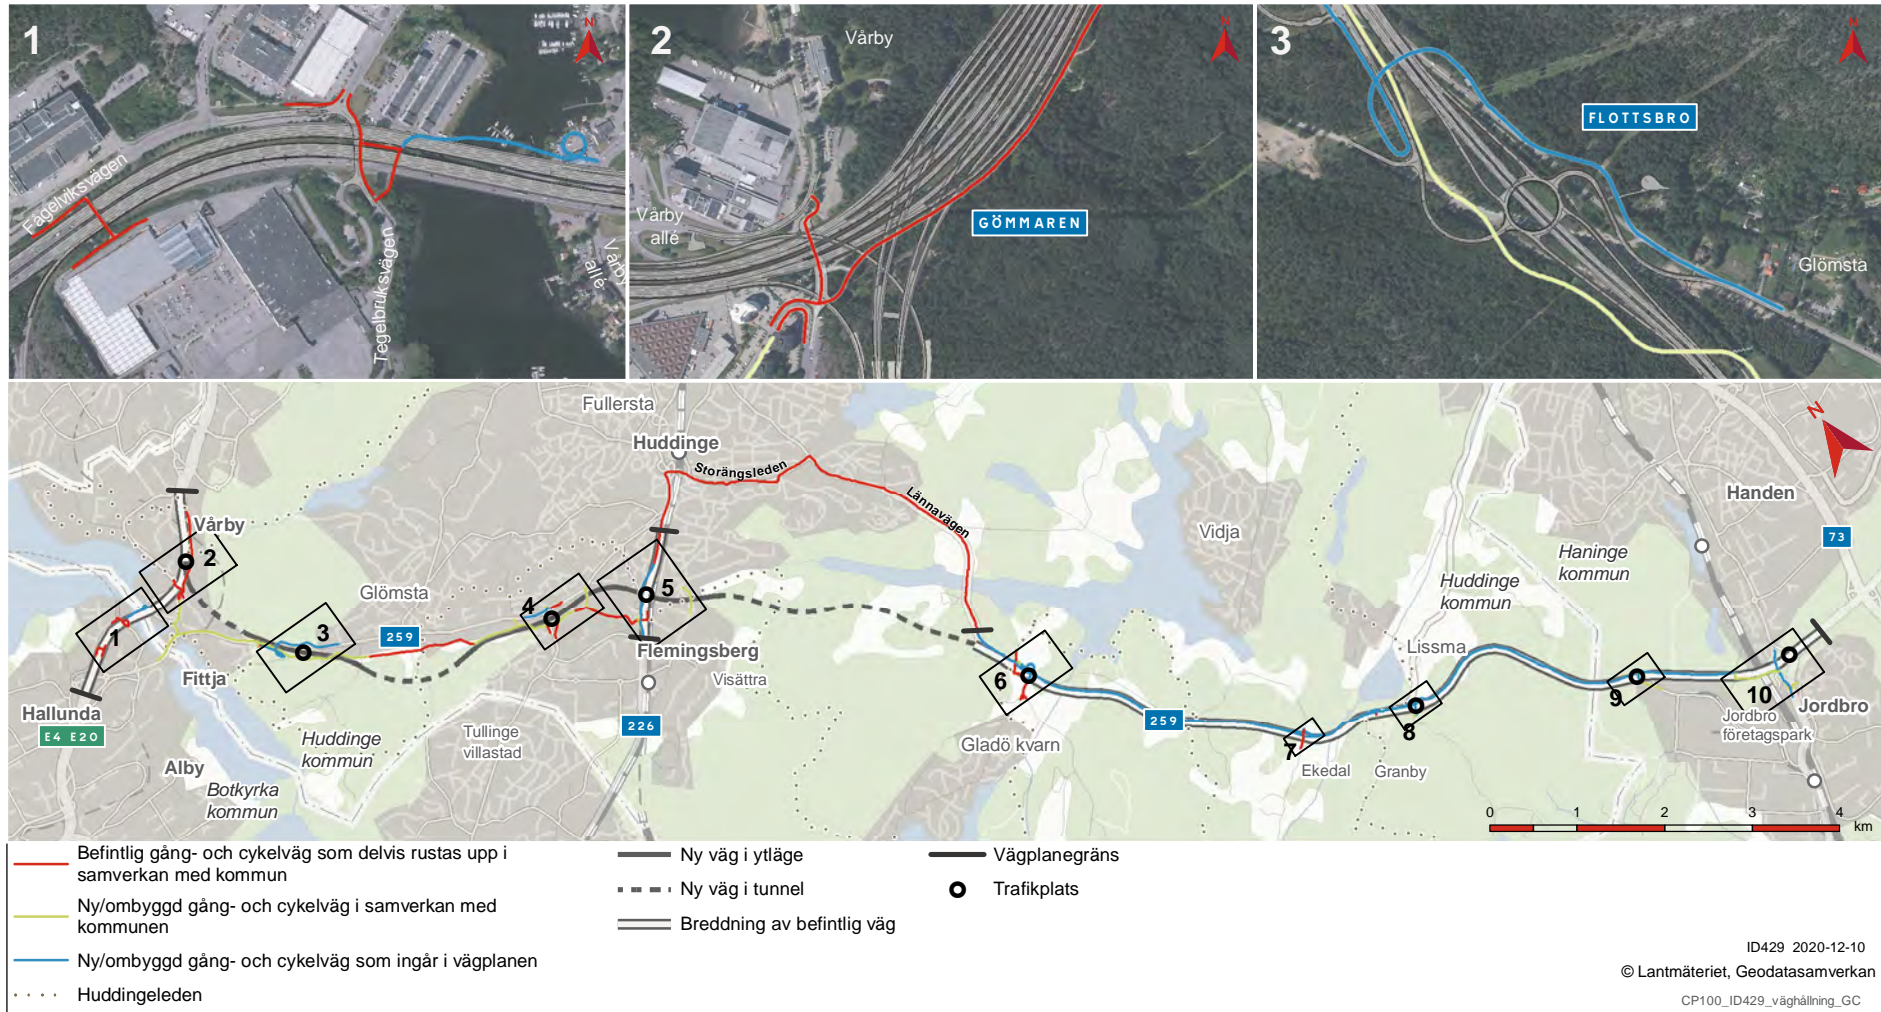 1
N
Fågelviksvägen
Tegelbruksvägen
Vårby
allé
2
Vårby
N
Vårby
allé
GÖMMAREN
3
N
FLOTTSBRO
Glömsta
Fullersta
Huddinge
Storängsleden
Lännavägen
N
Handen
73
Vårby
2
Vidja
Haninge
kommun
Huddinge
kommun
Glömsta
1
3
259
4
5
Flemingsberg
Visättra
Fittja
Hallunda
E4 E20
Alby
Huddinge
kommun
Botkyrka
kommun
Tullinge
villastad
226
6
Gladö kvarn
259
7
Ekedal
8
Granby
Lissma
9
10
Jordbro
Jordbro
företagspark
0 1 2 3 4
km
Befintlig gång- och cykelväg som delvis rustas upp i
samverkan med kommun
Ny/ombyggd gång- och cykelväg i samverkan med
kommunen
Ny/ombyggd gång- och cykelväg som ingår i vägplanen
Huddingeleden
Ny väg i ytläge
Ny väg i tunnel
Breddning av befintlig väg
Vägplanegräns
Trafikplats
ID429 2020-12-10
© Lantmäteriet, Geodatasamverkan
CP100_ID429_väghållning_GC